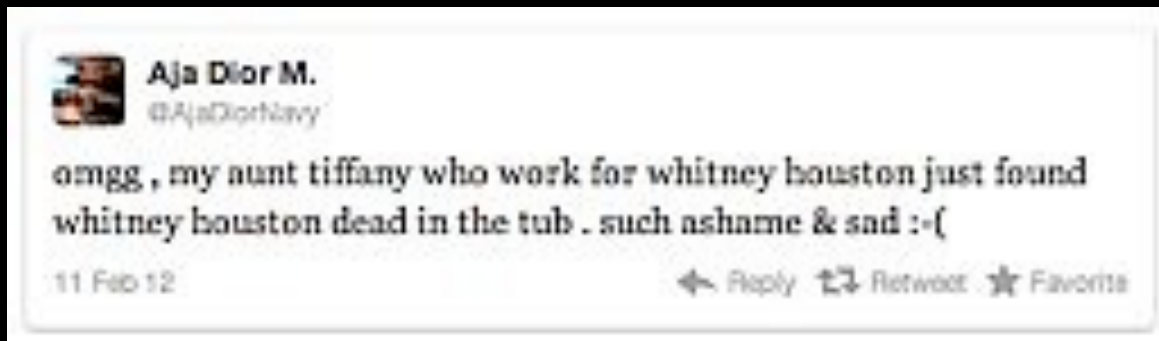 Aja Dior M.
@AjaDiorNavy
omgg , my aunt tiffany who work for whitney houston just found
whitney houston dead in the tub . such ashame & sad :-(
11 Feb 12 Reply Retweet Favorite